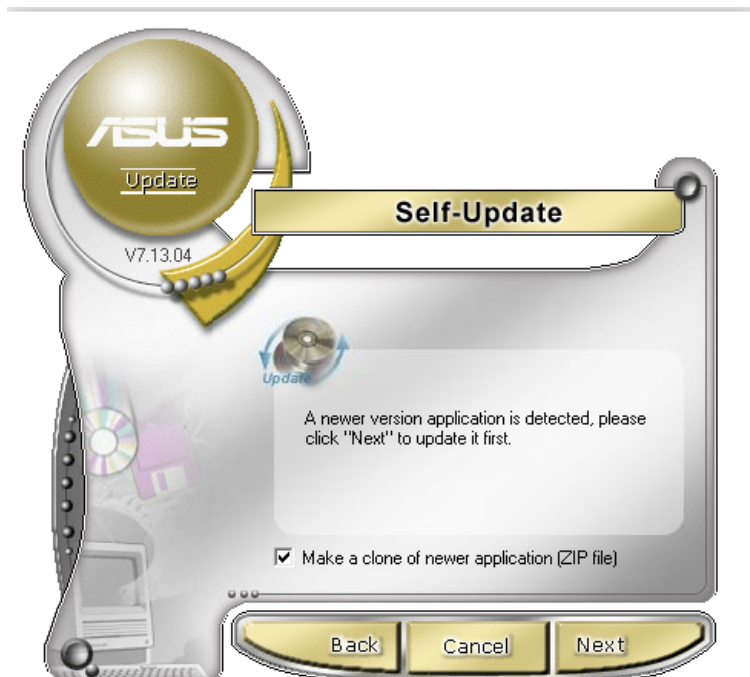 ASUS
Update
V7.13.04
Self-Update
Update
A newer version application is detected, please
click "Next" to update it first.
Make a clone of newer application (ZIP file)
Back
Cancel
Next